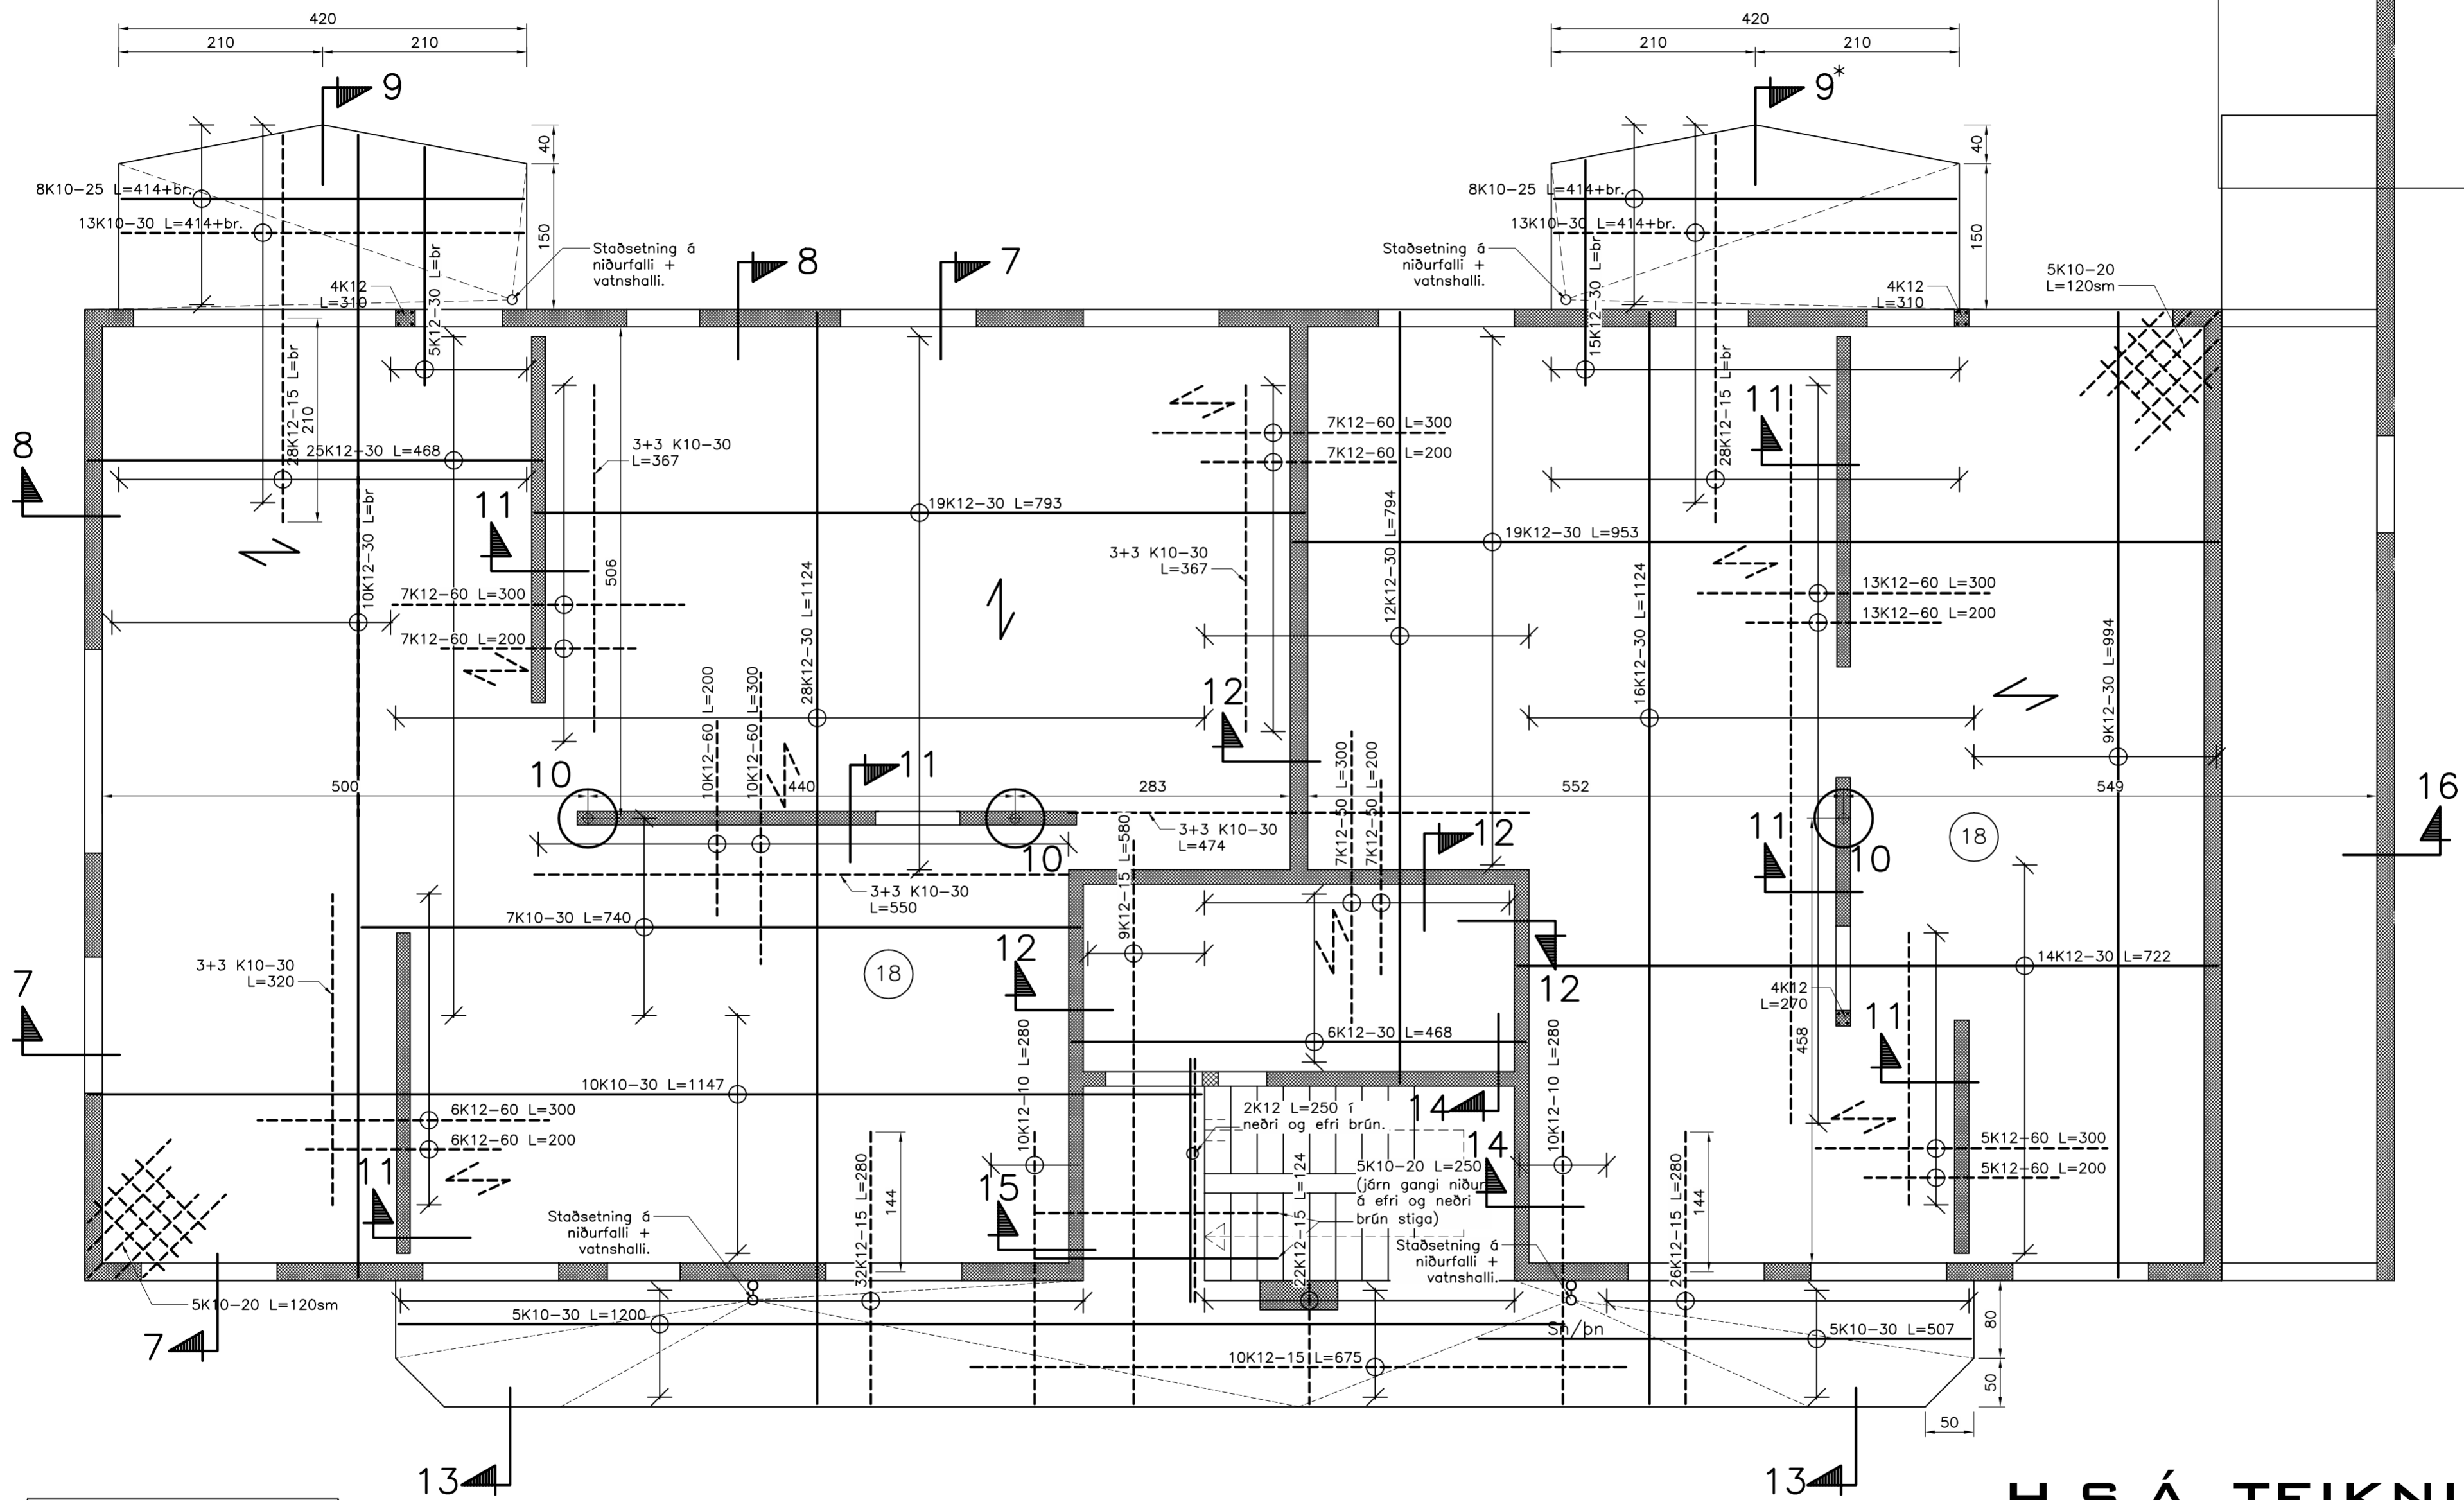 420
210
210
9
40
150
8K10-25 L=414+br.
13K10-30 L=414+br.
5K12-30 L=br
4K12
L=310
Staðsetning á
niðurfalli +
vatnshalli.
8
7
420
210
210
9*
40
150
8K10-25 L=414+br.
13K10-30 L=414+br.
15K12-30 L=br
Staðsetning á
niðurfalli +
vatnshalli.
4K12
L=310
5K10-20
L=120sm
28K12-15 L=br
210
25K12-30 L=468
10K12-30 L=br
8
11
3+3 K10-30
L=367
506
19K12-30 L=793
7K12-60 L=300
7K12-60 L=200
28K12-30 L=1124
7K12-60 L=300
7K12-60 L=200
3+3 K10-30
L=367
12K12-30 L=794
28K12-15 L=br
11
19K12-30 L=953
16K12-30 L=1124
13K12-60 L=300
13K12-60 L=200
9K12-30 L=994
10K12-60 L=200
10K12-60 L=300
12
7K12-50 L=300
7K12-50 L=200
500
10
440
11
283
552
549
16
10
3+3 K10-30
L=474
3+3 K10-30
L=550
9K12-15 L=580
12
11
10
18
7K10-30 L=740
18
12
12
14K12-30 L=722
3+3 K10-30
L=320
7
4K12
L=270
458
11
6K12-30 L=468
10K12-10 L=280
10K12-10 L=280
10K10-30 L=1147
6K12-60 L=300
6K12-60 L=200
11
2K12 L=250 í
neðri og efri brún.
14
14
5K10-20 L=250
(járn gangi niður
á efri og neðri
brún stiga)
5K12-60 L=300
5K12-60 L=200
15
32K12-15 L=280
144
22K12-15 L=124
26K12-15 L=280
144
Staðsetning á
niðurfalli +
vatnshalli.
Staðsetning á
niðurfalli +
vatnshalli.
5K10-20 L=120sm
7
5K10-30 L=1200
Sn/þn
5K10-30 L=507
10K12-15 L=675
80
50
50
13
13